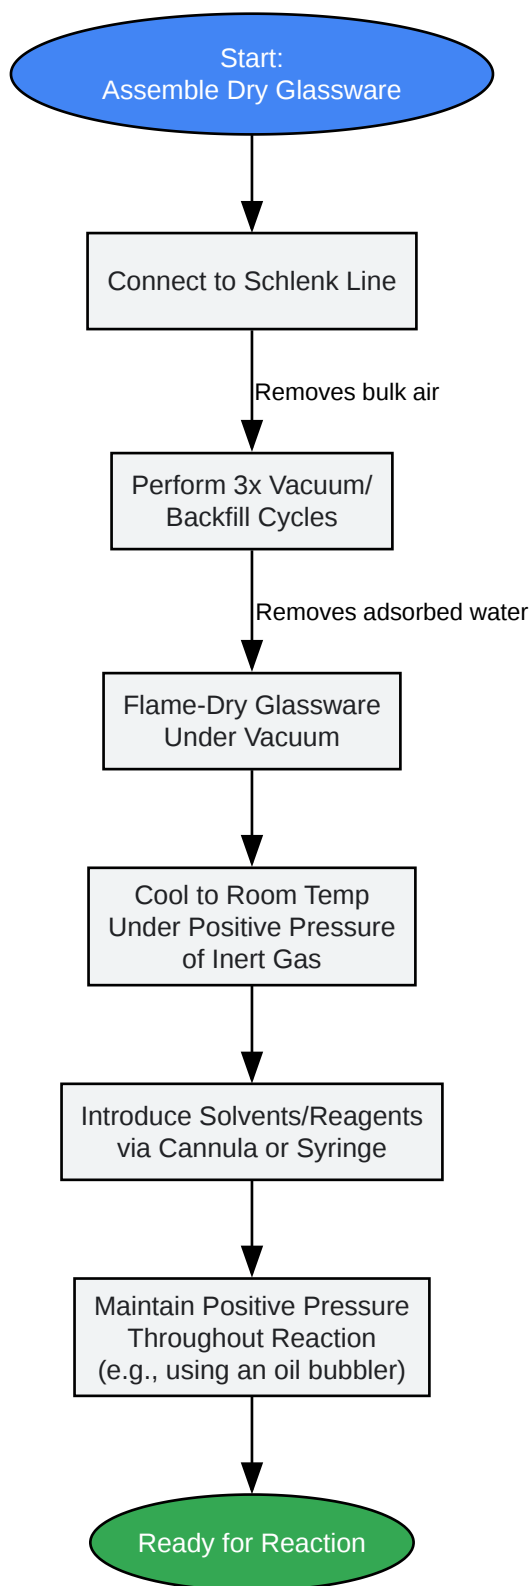 Start:
Assemble Dry Glassware
Connect to Schlenk Line
Removes bulk air
Perform 3x Vacuum/
Backfill Cycles
Removes adsorbed water
Flame-Dry Glassware
Under Vacuum
Cool to Room Temp
Under Positive Pressure
of Inert Gas
Introduce Solvents/Reagents
via Cannula or Syringe
Maintain Positive Pressure
Throughout Reaction
(e.g., using an oil bubbler)
Ready for Reaction